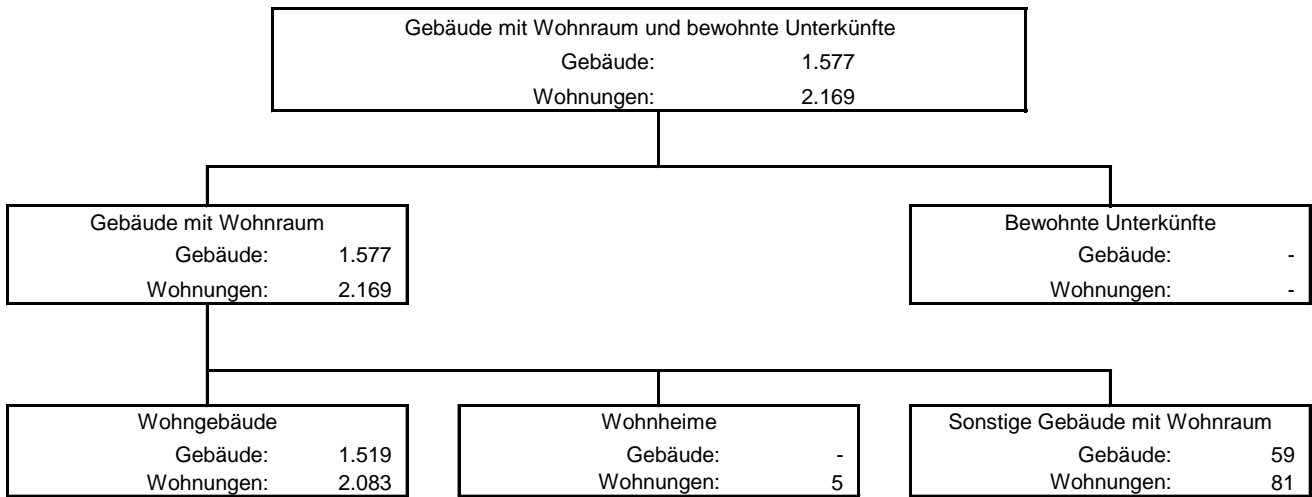 Gebäude mit Wohnraum und bewohnte Unterkünfte
Gebäude: 1.577
Wohnungen: 2.169
Gebäude mit Wohnraum
Gebäude: 1.577
Wohnungen: 2.169
Bewohnte Unterkünfte
Gebäude: -
Wohnungen: -
Wohngebäude
Gebäude: 1.519
Wohnungen: 2.083
Wohnheime
Gebäude: -
Wohnungen: 5
Sonstige Gebäude mit Wohnraum
Gebäude: 59
Wohnungen: 81